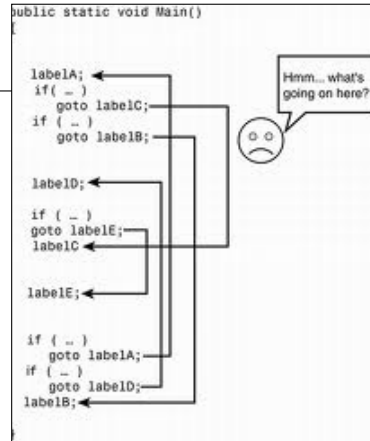 public static void Main()
{
labelA;
if( … )
goto labelC;
if ( … )
goto labelB;
Hmm... what's
going on here?
labelD;
if ( … )
goto labelE;
labelC
labelE;
if ( … )
goto labelA;
if ( … )
goto labelD;
labelB;
}